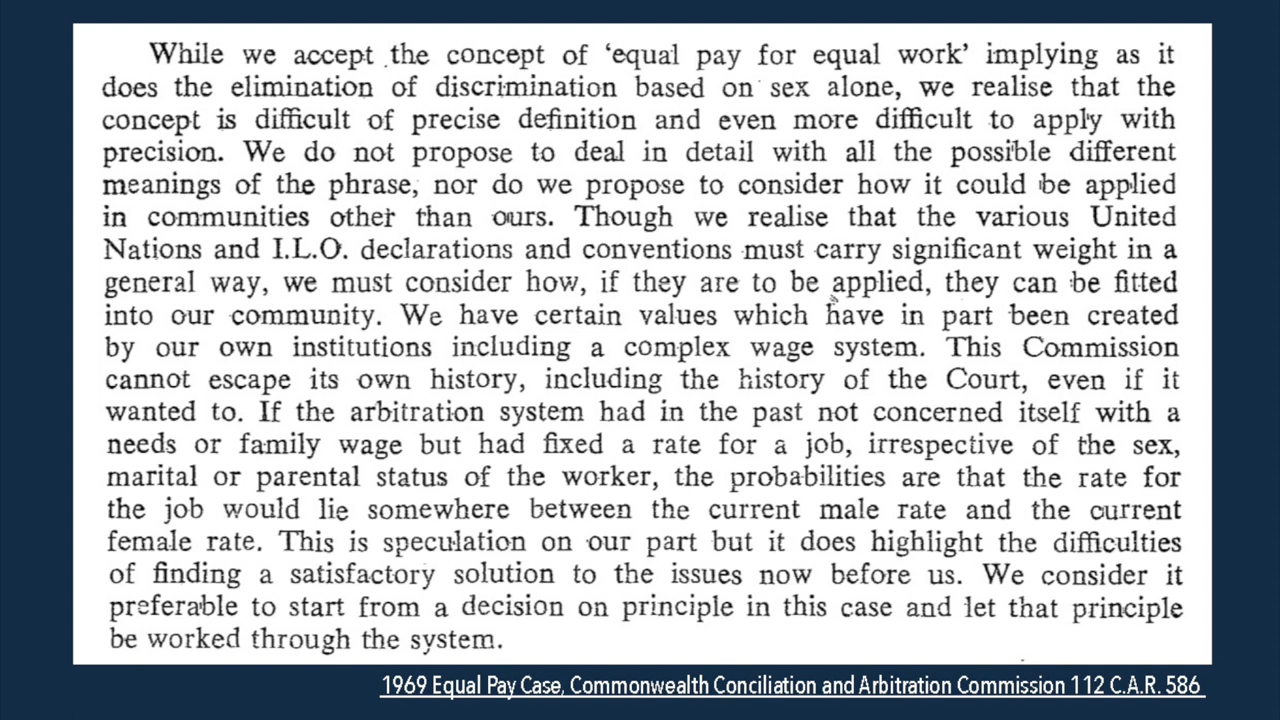 While we accept the concept of ‘equal pay for equal work’ implying as it
does the elimination of discrimination based on sex alone, we realise that the
concept is difficult of precise definition and even more difficult to apply with
precision. We do not propose to deal in detail with all the possible different
meanings of the phrase, nor do we propose to consider how it could be applied
in communities other than ours. Though we realise that the various United
Nations and I.L.O. declarations and conventions must carry significant weight in a
general way, we must consider how, if they are to be applied, they can be fitted
into our community. We have certain values which have in part been created
by our own institutions including a complex wage system. This Commission
cannot escape its own history, including the history of the Court, even if it
wanted to. If the arbitration system had in the past not concerned itself with a
needs or family wage but had fixed a rate for a job, irrespective of the sex,
marital or parental status of the worker, the probabilities are that the rate for
the job would lie somewhere between the current male rate and the current
female rate. This is speculation on our part but it does highlight the difficulties
of finding a satisfactory solution to the issues now before us. We consider it
preferable to start from a decision on principle in this case and let that principle
be worked through the system.
1969 Equal Pay Case, Commonwealth Conciliation and Arbitration Commission 112 C.A.R. 586